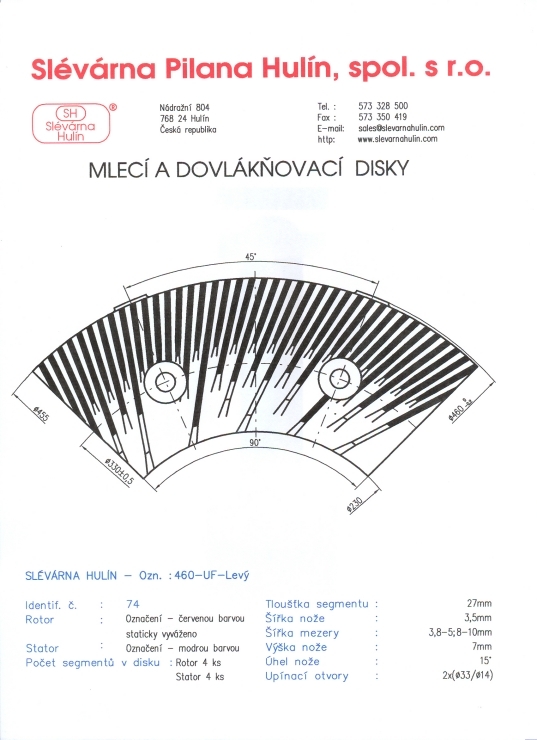 Slévárna Pilana Hulín, spol. s r.o.
SH
Slévárna
Hulín
®
Nádražní 804
768 24 Hulín
Česká republika
Tel. : 573 328 500
Fax : 573 350 419
E-mail: sales@slevarnahulin.com
http: www.slevarnahulin.com
MLECÍ A DOVLÁKŇOVACÍ DISKY
45°
ø455
ø330±0,5
90°
ø230
ø460
SLÉVÁRNA HULÍN – Ozn. : 460–UF–Levý
Identif. č. : 74
Rotor : Označení – červenou barvou
staticky vyváženo
Stator : Označení – modrou barvou
Počet segmentů v disku : Rotor 4 ks
Stator 4 ks
Tloušťka segmentu : 27mm
Šířka nože : 3,5mm
Šířka mezery : 3,8–5;8–10mm
Výška nože : 7mm
Úhel nože : 15°
Upínací otvory : 2x(ø33/ø14)